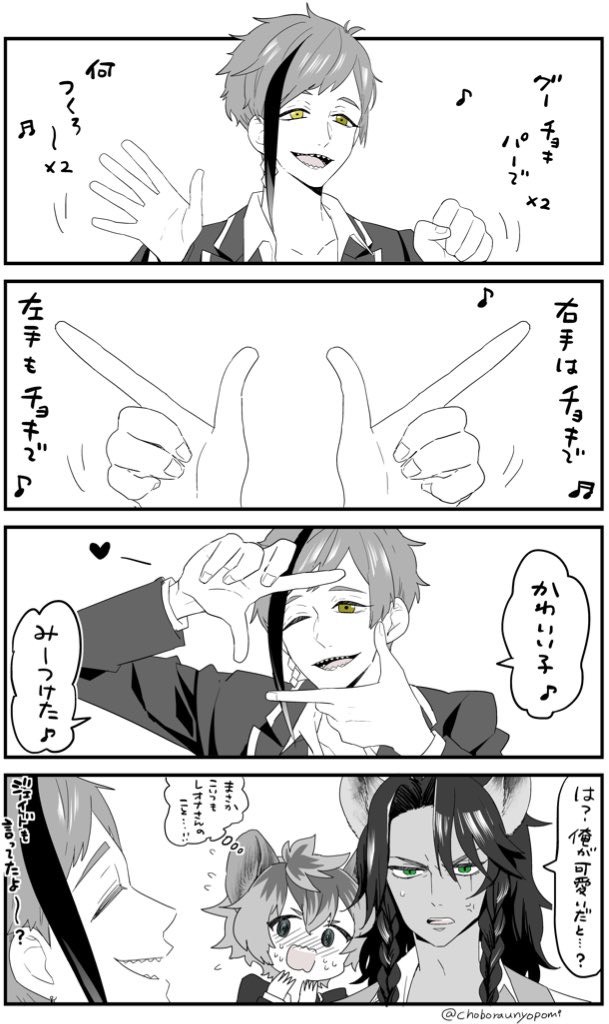 グー チョキ
パーで
×2
何
つくろ
〜
×2
右手は チョキで
左手も チョキで
かわいい子♪
みーつけた♪
は?俺が可愛いだと…?
まさか
こいつも
レオナさんの
こと…!!
ジェイドも
言ってたよ〜?
@choboraunyopomi